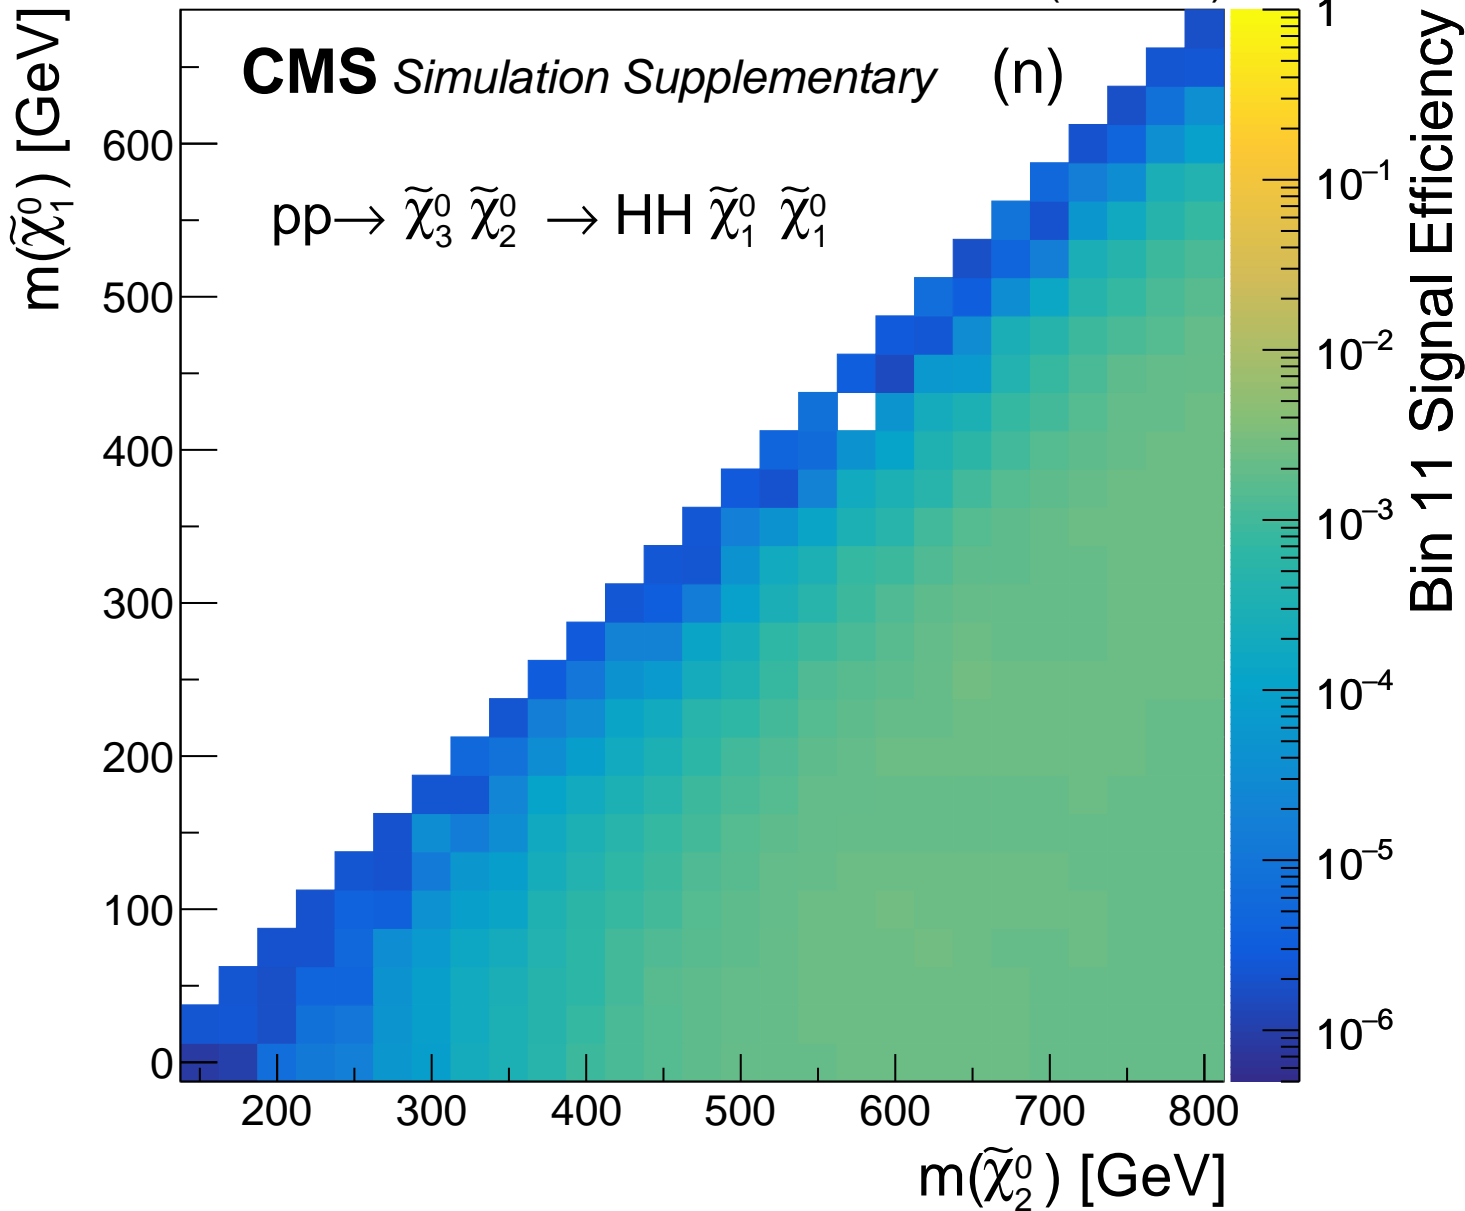 CMS Simulation Supplementary (n)
pp→ χ̃⁰₃ χ̃⁰₂ → HH χ̃⁰₁ χ̃⁰₁
m(χ̃⁰₁) [GeV]
600
500
400
300
200
100
0
200 300 400 500 600 700 800
m(χ̃⁰₂) [GeV]
1
10⁻¹
10⁻²
10⁻³
10⁻⁴
10⁻⁵
10⁻⁶
Bin 11 Signal Efficiency